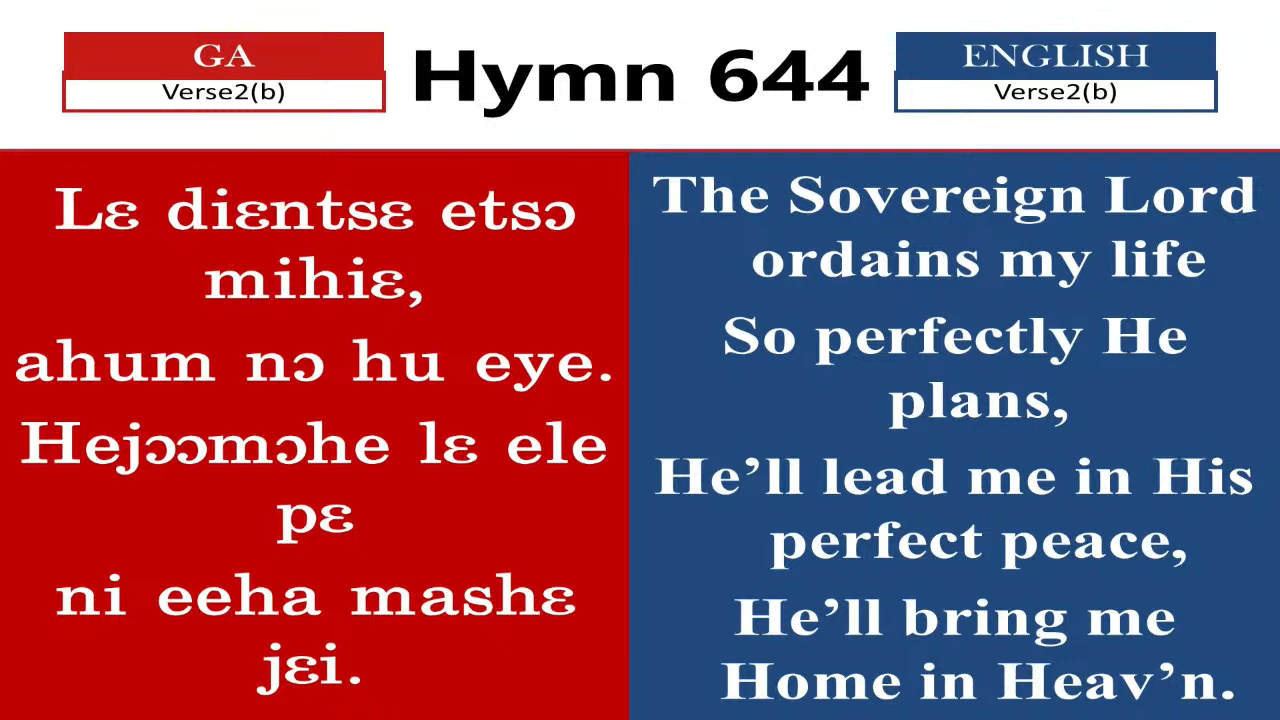 GA
Verse2(b)
Hymn 644
ENGLISH
Verse2(b)
Lɛ diɛntsɛ etsɔ
mihiɛ,
ahum nɔ hu eye.
Hejɔɔmɔhe lɛ ele
pɛ
ni eeha mashɛ
jɛi.
The Sovereign Lord
ordains my life
So perfectly He
plans,
He’ll lead me in His
perfect peace,
He’ll bring me
Home in Heav’n.